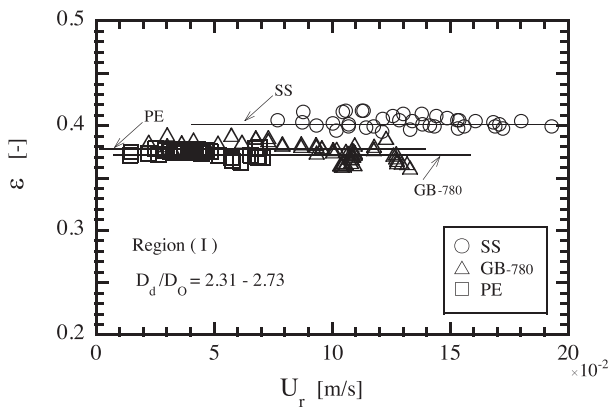 0.5
SS
PE
0.4
ε [-]
GB-780
0.3
Region ( I )
D_d/D_O = 2.31 - 2.73
SS
GB-780
PE
0.2
0 5 10 15 20
×10^-2
U_r [m/s]